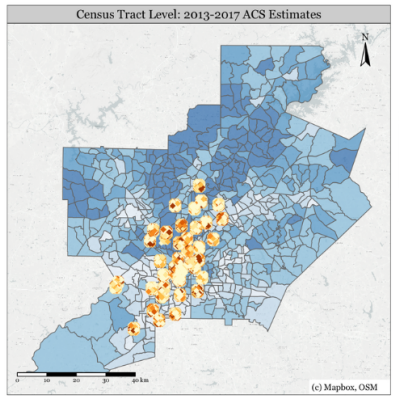 Census Tract Level: 2013-2017 ACS Estimates
N
0 10 20 30 40 km
(c) Mapbox, OSM